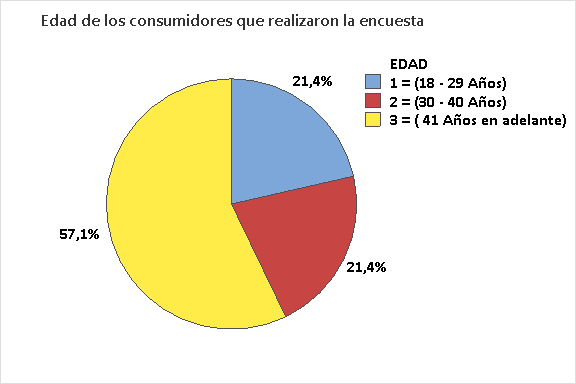 Edad de los consumidores que realizaron la encuesta
EDAD
1 = (18 - 29 Años)
2 = (30 - 40 Años)
3 = ( 41 Años en adelante)
21,4%
57,1%
21,4%